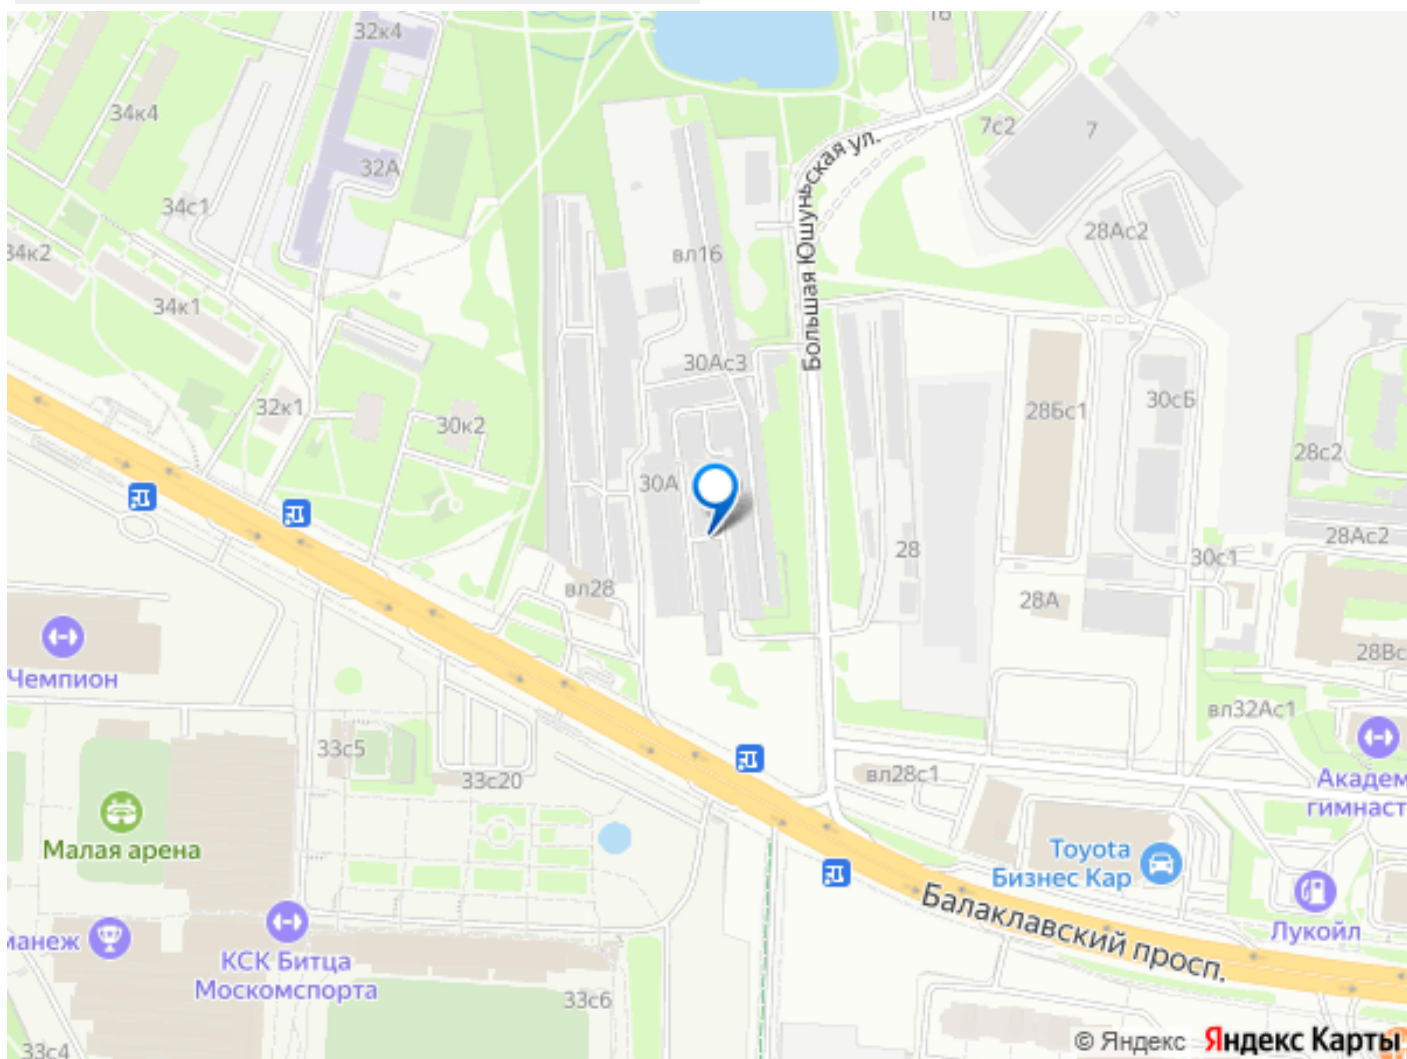 32к4
16
34к4
7с2
7
32А
Большая Юшуньская ул.
34с1
28Ас2
34к2
вл16
34к1
30Ас3
32к1
30к2
28Бс1
30сБ
28с2
30А
28Ас2
28
30с1
вл28
28А
28Вс
Чемпион
вл32Ас1
33с5
вл28с1
33с20
Академ
гимнаст
Малая арена
Toyota
Бизнес Кар
Балаклавский просп.
Лукойл
манеж
КСК Битца
Москомспорта
33с6
33с4
© Яндекс Яндекс Карты